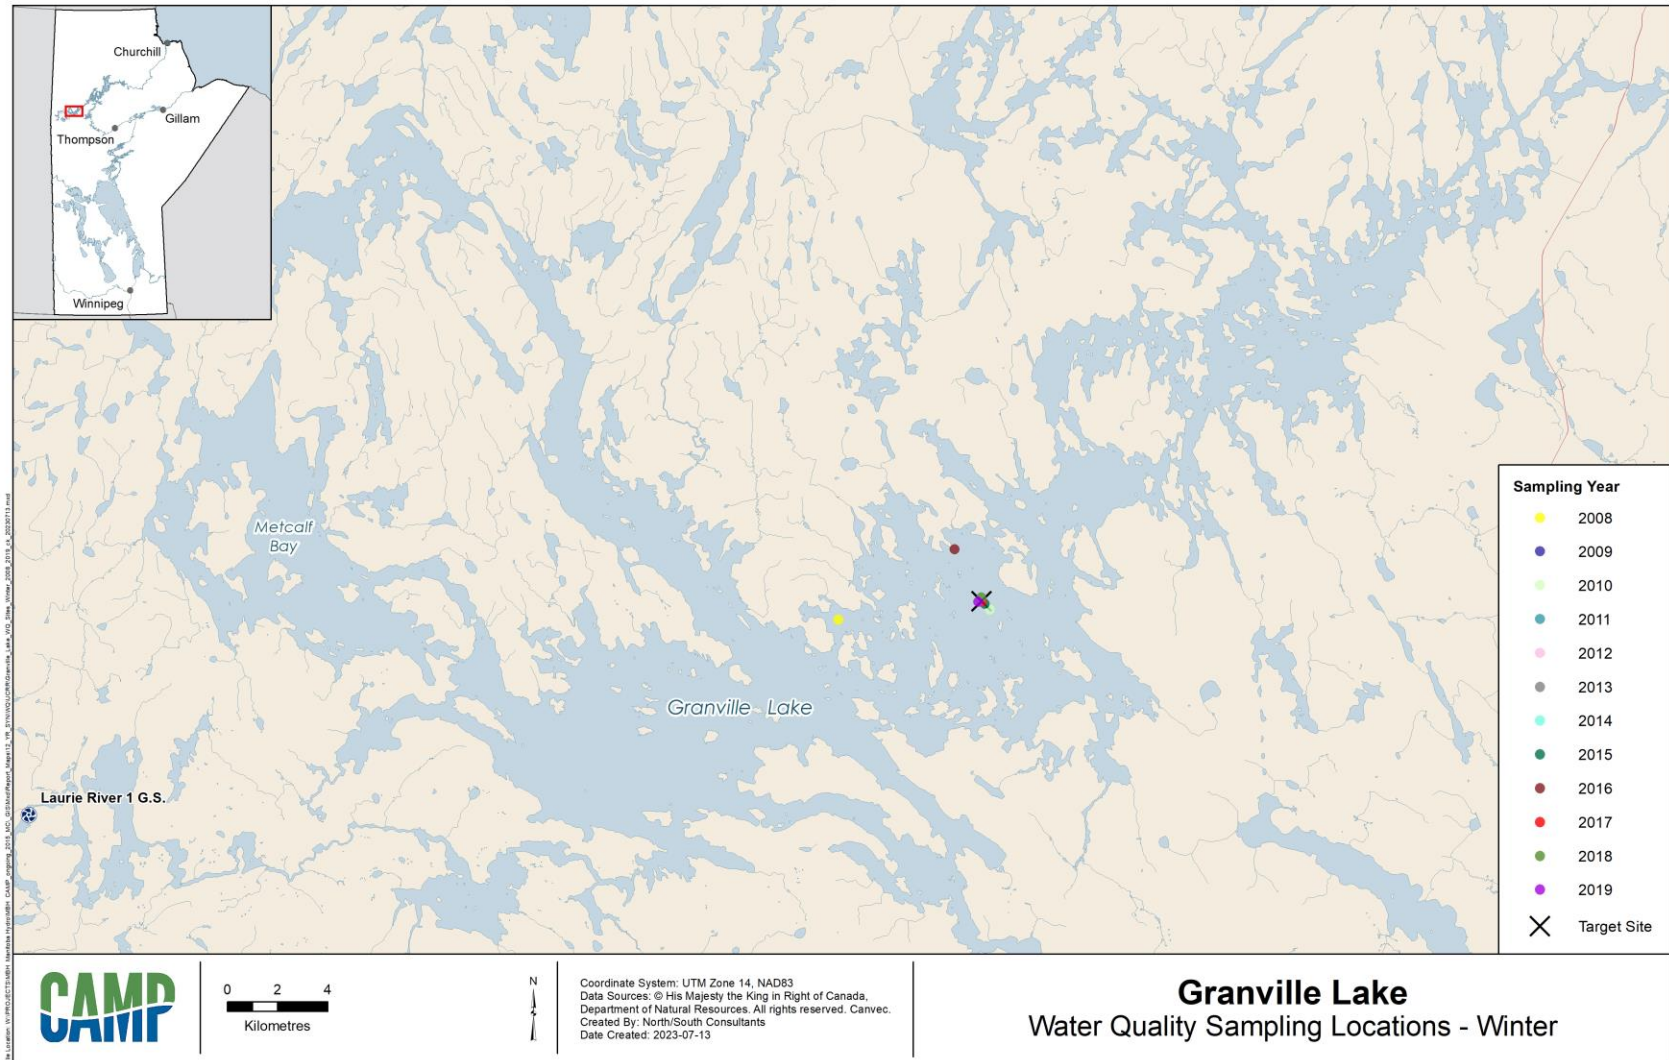 Churchill
Gillam
Thompson
Winnipeg
Metcalf
Bay
Granville Lake
Laurie River 1 G.S.
Sampling Year
2008
2009
2010
2011
2012
2013
2014
2015
2016
2017
2018
2019
Target Site
CAMP
0 2 4
Kilometres
N
Coordinate System: UTM Zone 14, NAD83
Data Sources: © His Majesty the King in Right of Canada,
Department of Natural Resources. All rights reserved. Canvec.
Created By: North/South Consultants
Date Created: 2023-07-13
Granville Lake
Water Quality Sampling Locations - Winter